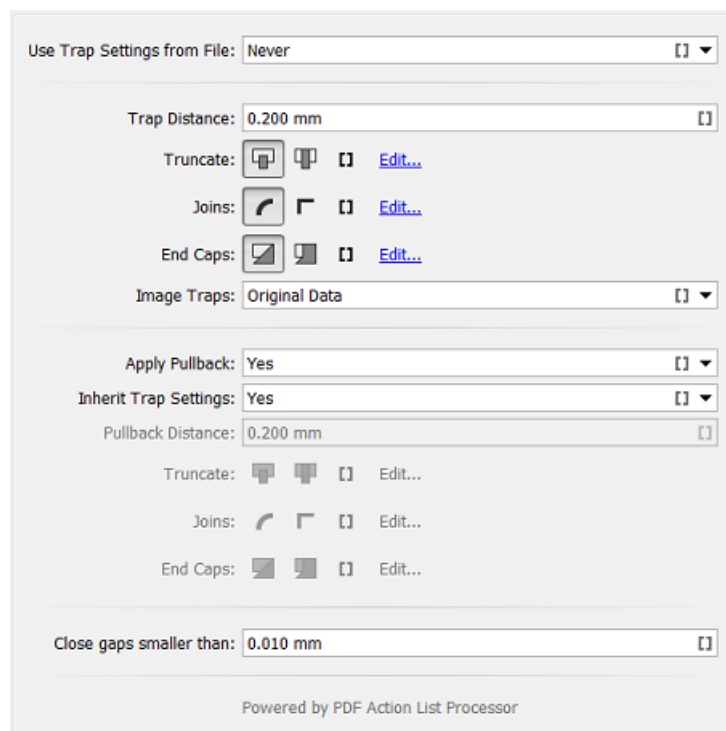 Use Trap Settings from File: Never [ ]
Trap Distance: 0.200 mm [ ]
Truncate: [ ] Edit...
Joins: [ ] Edit...
End Caps: [ ] Edit...
Image Traps: Original Data [ ]
Apply Pullback: Yes [ ]
Inherit Trap Settings: Yes [ ]
Pullback Distance: 0.200 mm [ ]
Truncate: [ ] Edit...
Joins: [ ] Edit...
End Caps: [ ] Edit...
Close gaps smaller than: 0.010 mm [ ]
Powered by PDF Action List Processor